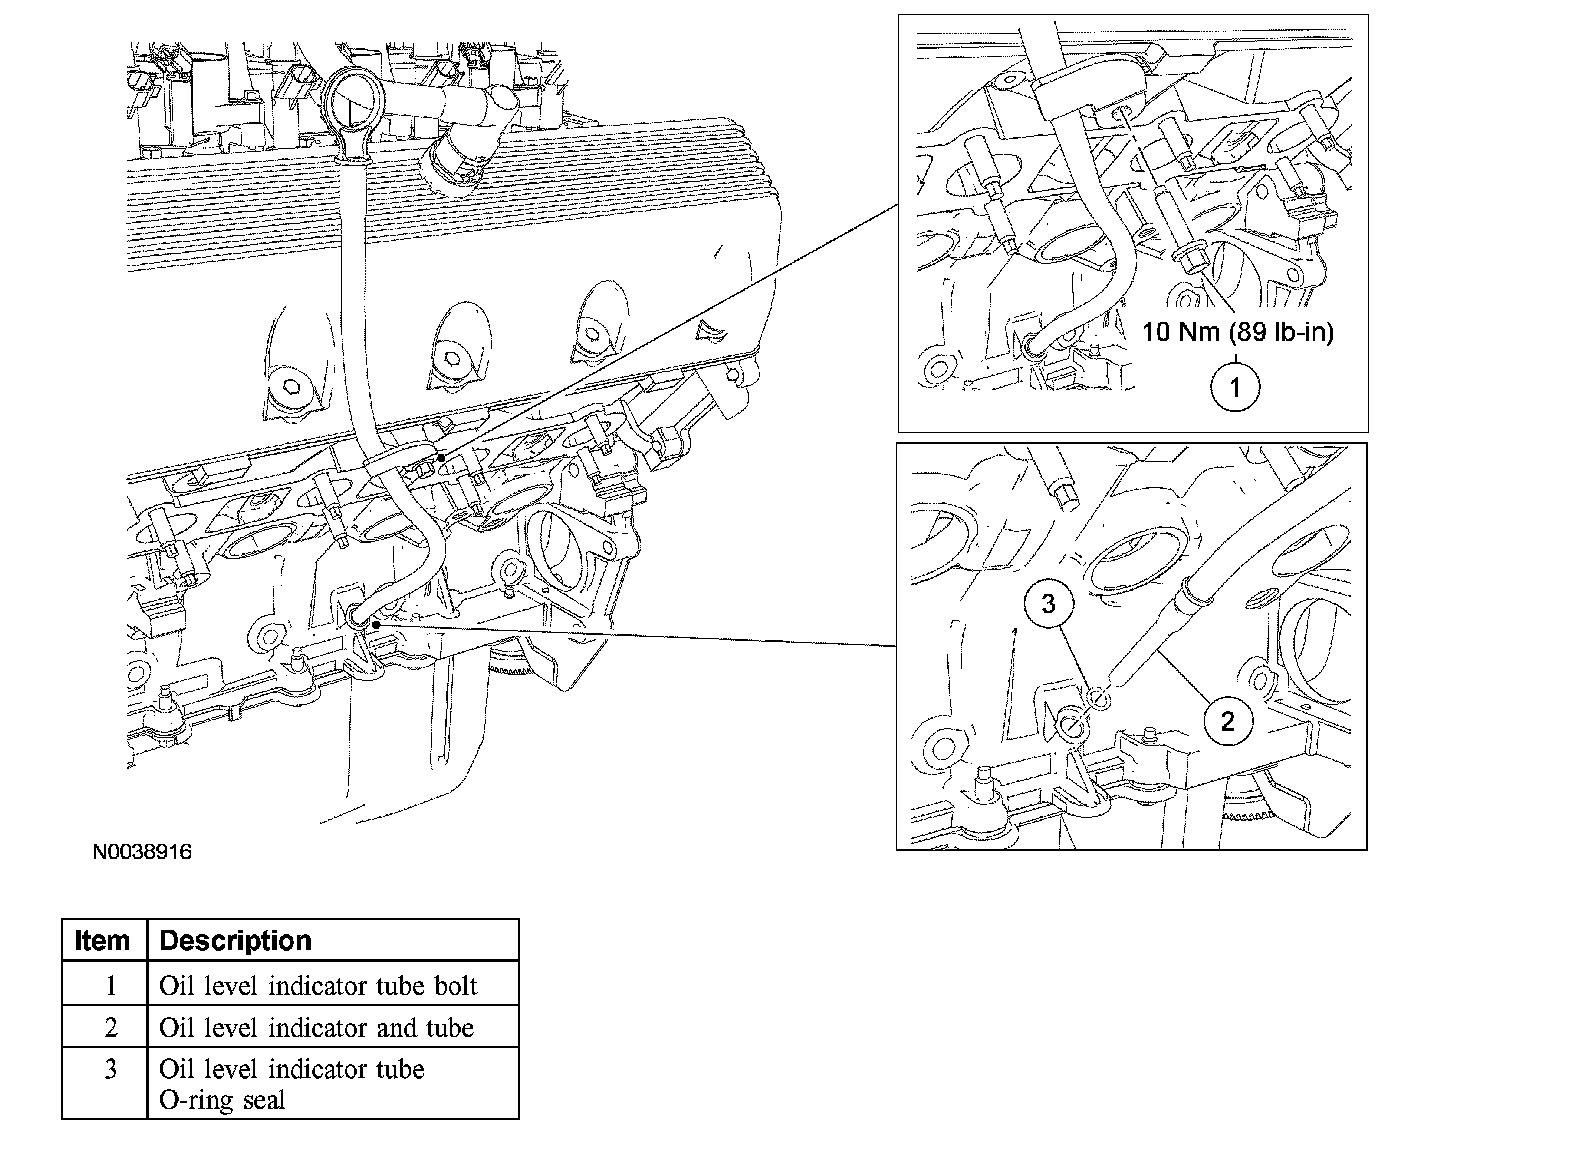 10 Nm (89 lb-in)
1
3
2
N0038916
Item Description
1 Oil level indicator tube bolt
2 Oil level indicator and tube
3 Oil level indicator tube
O-ring seal